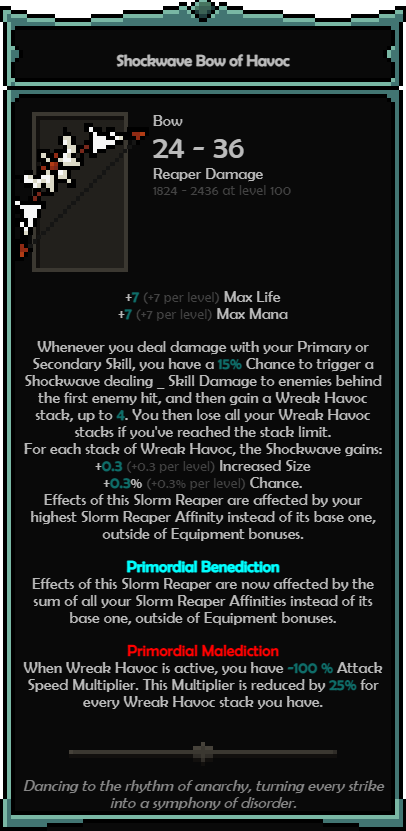 Shockwave Bow of Havoc
Bow
24 - 36
Reaper Damage
1824 - 2436 at level 100
+7 (+7 per level) Max Life
+7 (+7 per level) Max Mana
Whenever you deal damage with your Primary or
Secondary Skill, you have a 15% Chance to trigger a
Shockwave dealing _ Skill Damage to enemies behind
the first enemy hit, and then gain a Wreak Havoc
stack, up to 4. You then lose all your Wreak Havoc
stacks if you've reached the stack limit.
For each stack of Wreak Havoc, the Shockwave gains:
+0.3 (+0.3 per level) Increased Size
+0.3% (+0.3% per level) Chance.
Effects of this Slorm Reaper are affected by your
highest Slorm Reaper Affinity instead of its base one,
outside of Equipment bonuses.
Primordial Benediction
Effects of this Slorm Reaper are now affected by the
sum of all your Slorm Reaper Affinities instead of its
base one, outside of Equipment bonuses.
Primordial Malediction
When Wreak Havoc is active, you have -100 % Attack
Speed Multiplier. This Multiplier is reduced by 25% for
every Wreak Havoc stack you have.
Dancing to the rhythm of anarchy, turning every strike
into a symphony of disorder.